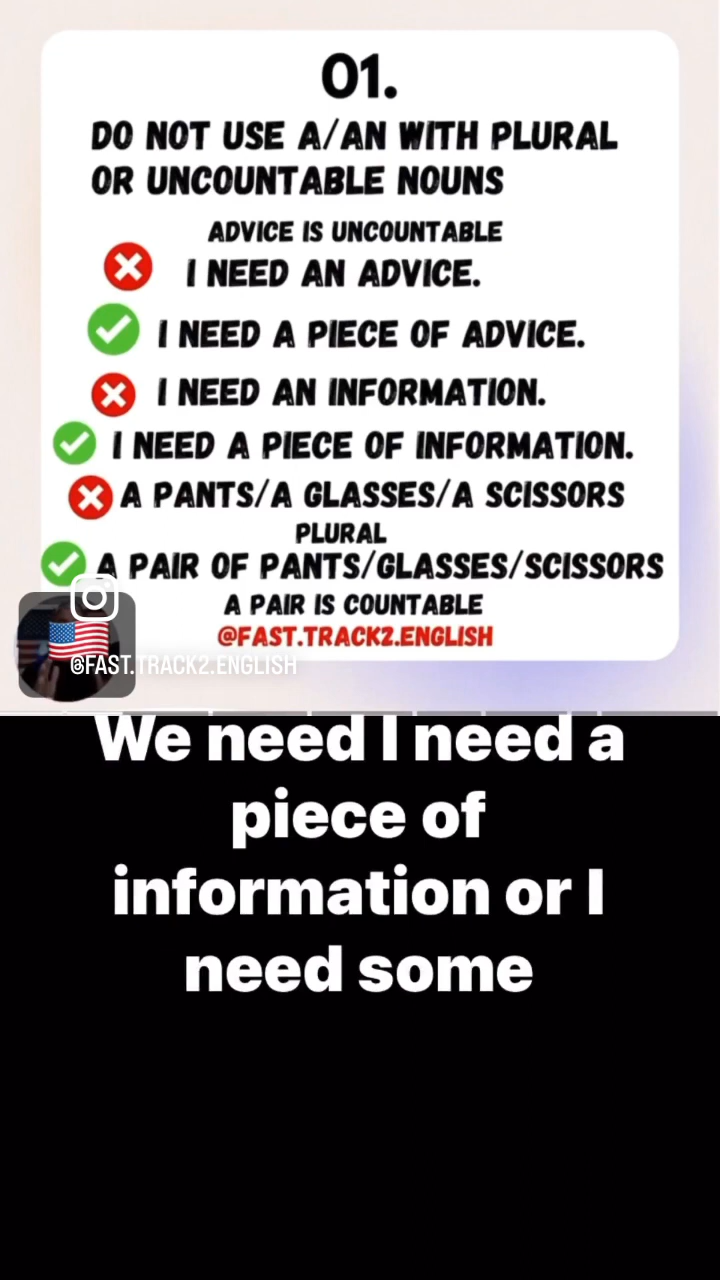 01.
DO NOT USE A/AN WITH PLURAL
OR UNCOUNTABLE NOUNS
ADVICE IS UNCOUNTABLE
I NEED AN ADVICE.
I NEED A PIECE OF ADVICE.
I NEED AN INFORMATION.
I NEED A PIECE OF INFORMATION.
A PANTS/A GLASSES/A SCISSORS
PLURAL
A PAIR OF PANTS/GLASSES/SCISSORS
A PAIR IS COUNTABLE
@FAST.TRACK2.ENGLISH
@FAST.TRACK2.ENGLISH
We need I need a
piece of
information or I
need some